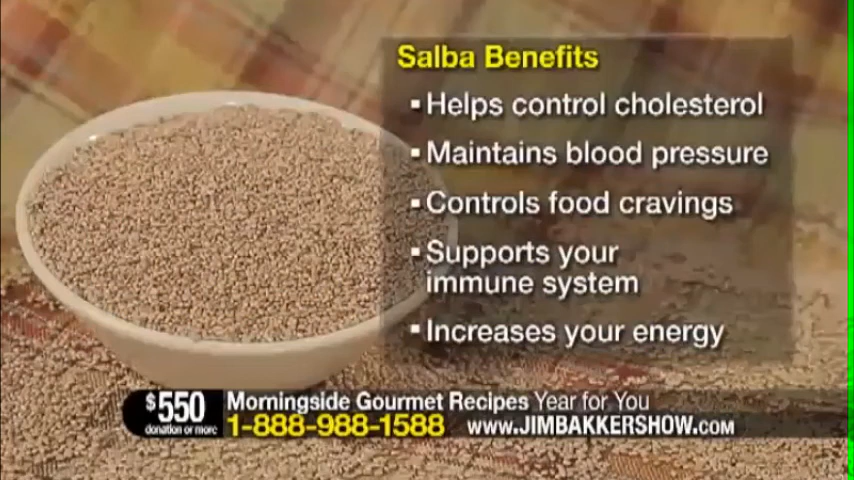 Salba Benefits
▪Helps control cholesterol
▪Maintains blood pressure
▪Controls food cravings
▪Supports your
immune system
▪Increases your energy
$550 Morningside Gourmet Recipes Year for You
donation or more 1-888-988-1588 www.JIMBAKKERSHOW.com